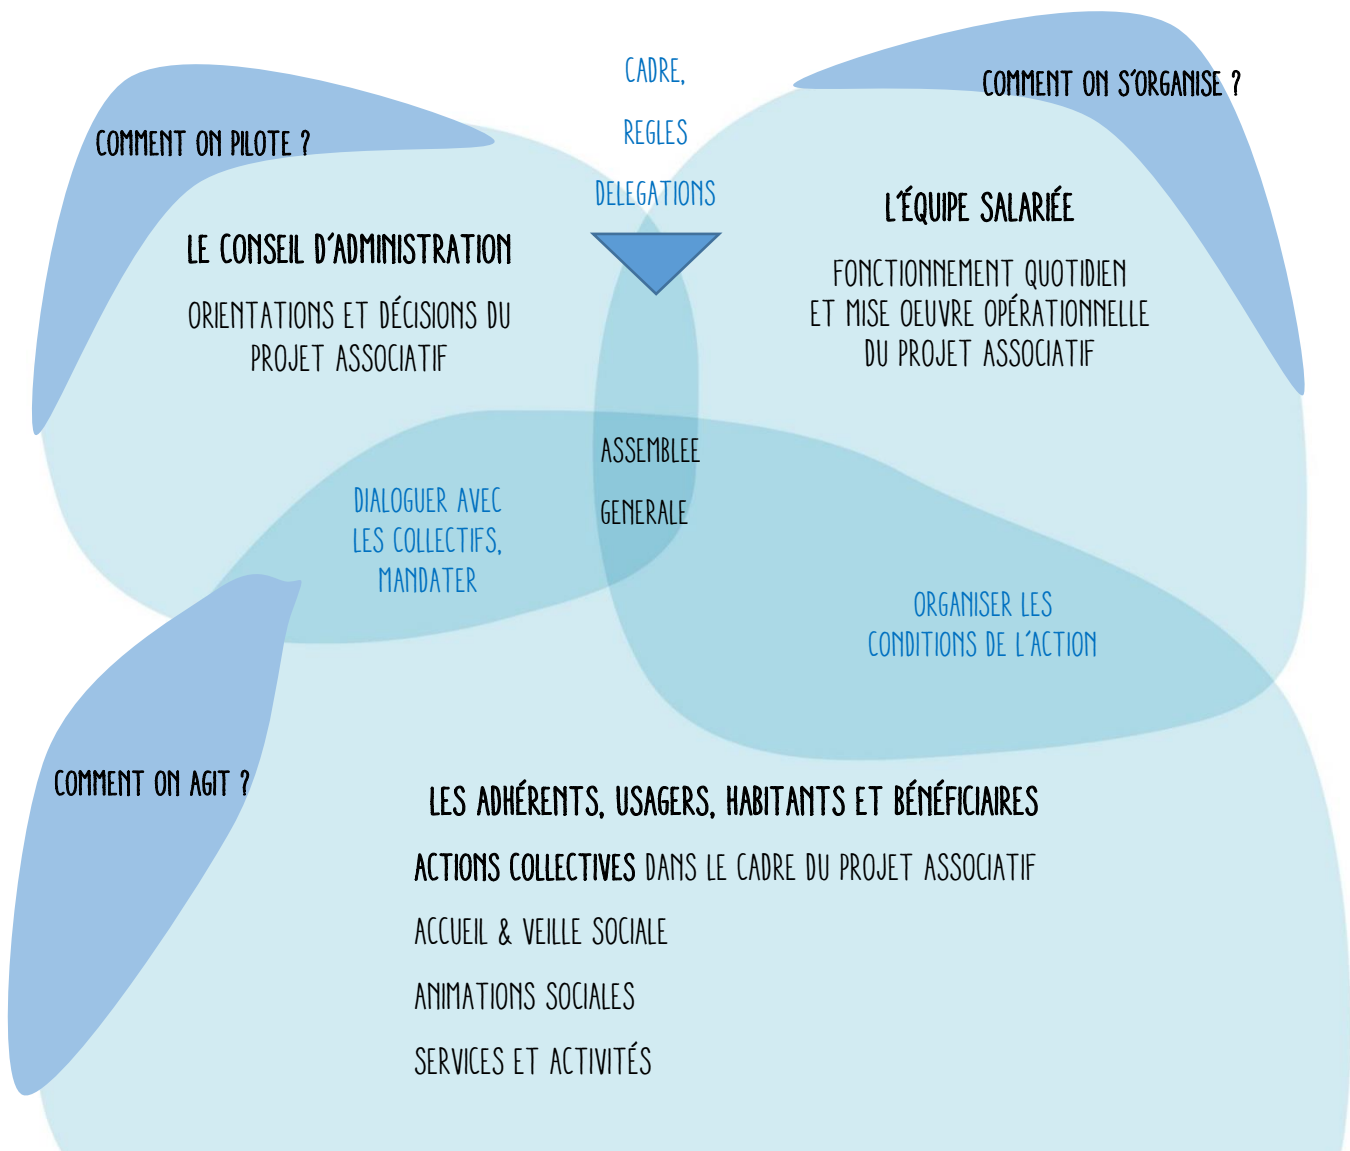 CADRE,
REGLES
DELEGATIONS
COMMENT ON PILOTE ?
COMMENT ON S'ORGANISE ?
LE CONSEIL D'ADMINISTRATION
ORIENTATIONS ET DÉCISIONS DU
PROJET ASSOCIATIF
L'ÉQUIPE SALARIÉE
FONCTIONNEMENT QUOTIDIEN
ET MISE OEUVRE OPÉRATIONNELLE
DU PROJET ASSOCIATIF
ASSEMBLEE
GENERALE
DIALOGUER AVEC
LES COLLECTIFS,
MANDATER
ORGANISER LES
CONDITIONS DE L'ACTION
COMMENT ON AGIT ?
LES ADHÉRENTS, USAGERS, HABITANTS ET BÉNÉFICIAIRES
ACTIONS COLLECTIVES DANS LE CADRE DU PROJET ASSOCIATIF
ACCUEIL & VEILLE SOCIALE
ANIMATIONS SOCIALES
SERVICES ET ACTIVITÉS